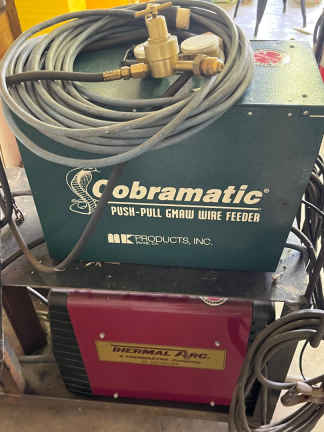 Cobramatic®
PUSH-PULL GMAW WIRE FEEDER
MK PRODUCTS, INC.
THERMAL ARC.